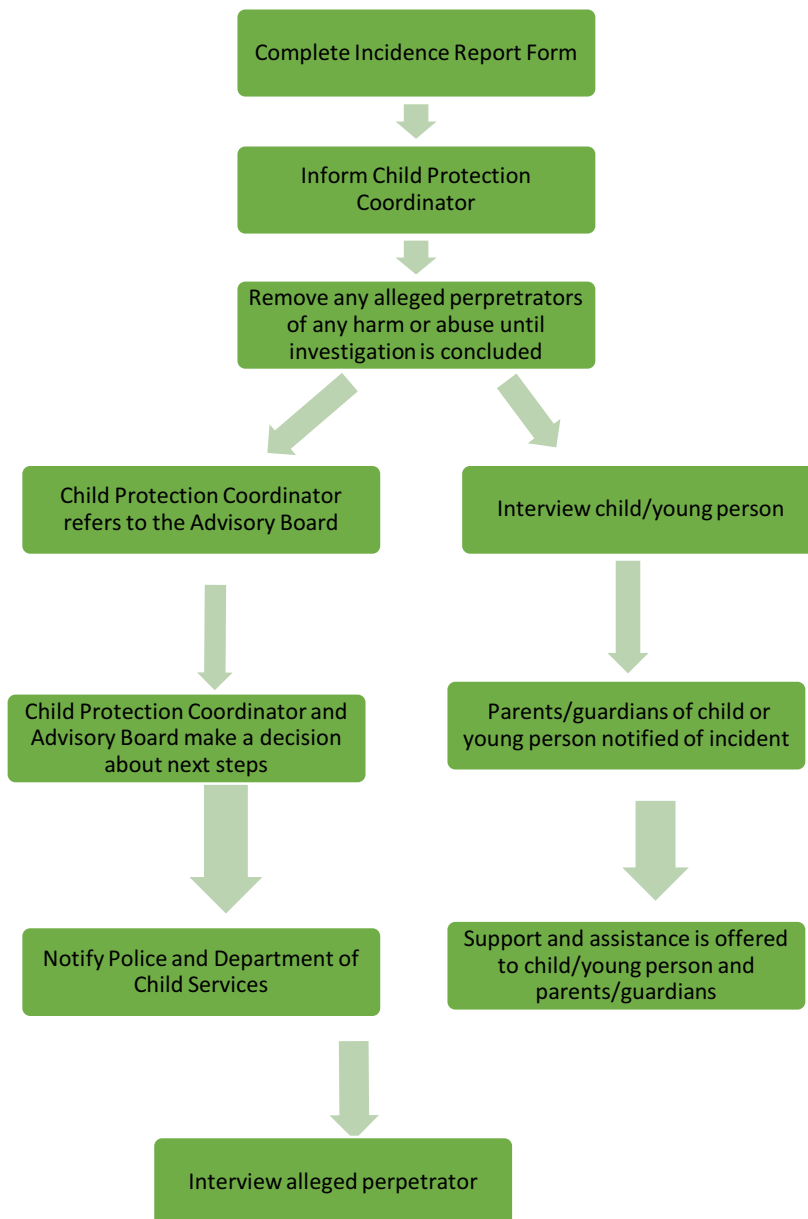 Complete Incidence Report Form
Inform Child Protection
Coordinator
Remove any alleged perpretrators
of any harm or abuse until
investigation is concluded
Child Protection Coordinator
refers to the Advisory Board
Interview child/young person
Child Protection Coordinator and
Advisory Board make a decision
about next steps
Parents/guardians of child or
young person notified of incident
Notify Police and Department of
Child Services
Support and assistance is offered
to child/young person and
parents/guardians
Interview alleged perpetrator